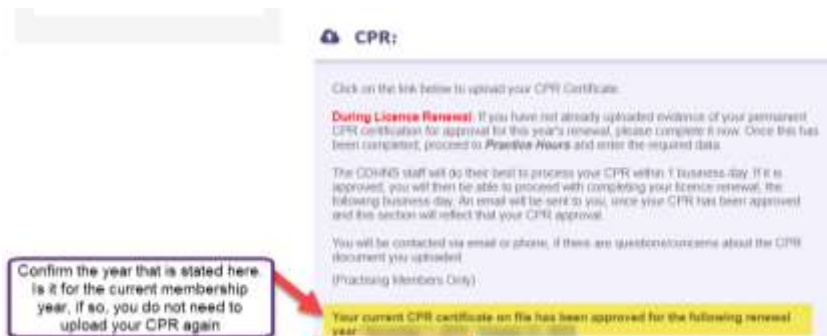 CPR:
Click on the link below to upload your CPR Certificate.
During Licence Renewal: If you have not already uploaded evidence of your permanent
CPR certification for approval for this year's renewal, please complete it now. Once this has
been completed, proceed to Practice Hours and enter the required data.
The CDHNS staff will do their best to process your CPR within 1 business day. If it is
approved, you will then be able to proceed with completing your licence renewal, the
following business day. An email will be sent to you, once your CPR has been approved
and this section will reflect that your CPR approval.
You will be contacted via email or phone, if there are questions/concerns about the CPR
document you uploaded.
(Practising Members Only)
Confirm the year that is stated here.
Is it for the current membership
year, if so, you do not need to
upload your CPR again
Your current CPR certificate on file has been approved for the following renewal
year: